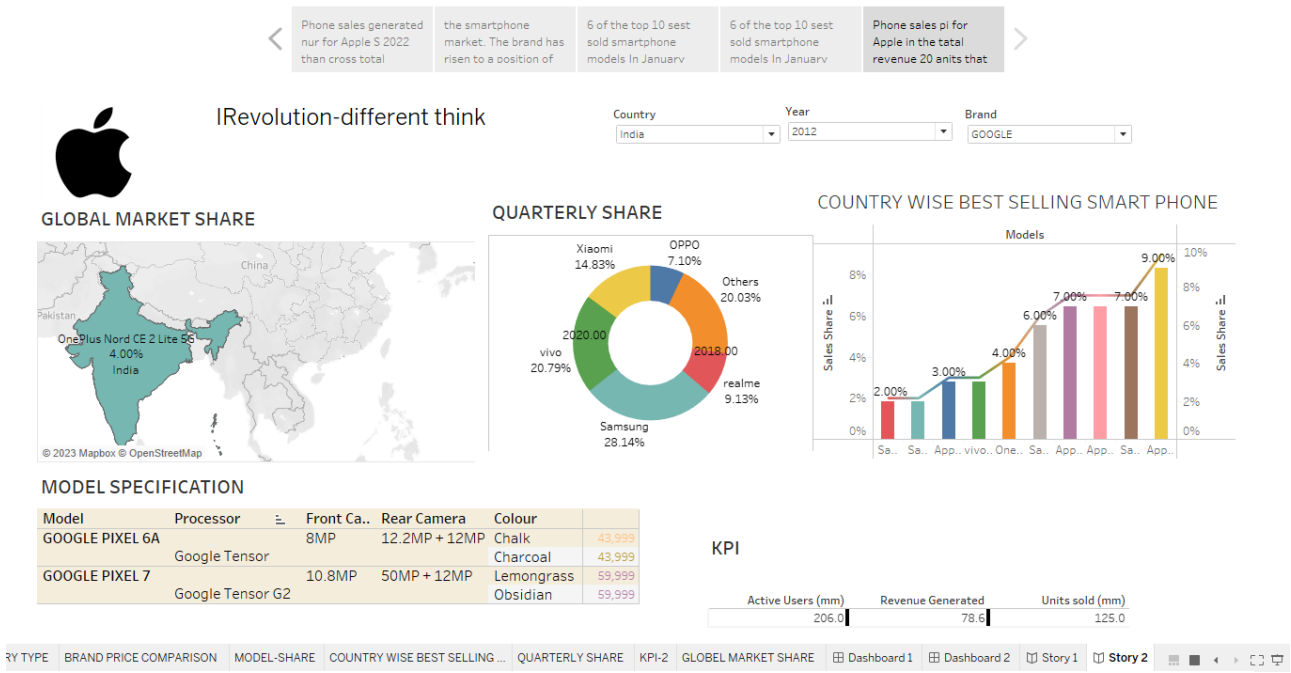 Phone sales generated
nur for Apple S 2022
than cross total
the smartphone
market. The brand has
risen to a position of
6 of the top 10 sest
sold smartphone
models In January
6 of the top 10 sest
sold smartphone
models In January
Phone sales pi for
Apple in the tatal
revenue 20 anits that
IRevolution-different think
Country
India
Year
2012
Brand
GOOGLE
GLOBAL MARKET SHARE
China
Pakistan
OnePlus Nord CE 2 Lite 5G
4.00%
India
© 2023 Mapbox © OpenStreetMap
QUARTERLY SHARE
Xiaomi
14.83%
OPPO
7.10%
Others
20.03%
2020.00
2018.00
vivo
20.79%
realme
9.13%
Samsung
28.14%
COUNTRY WISE BEST SELLING SMART PHONE
Models
8%
6%
4%
2%
0%
Sales Share
2.00%
3.00%
4.00%
6.00%
7.00%
7.00%
9.00%
10%
8%
6%
4%
2%
0%
Sales Share
Sa.. Sa.. App.. vivo.. One.. Sa.. App.. App.. Sa.. App..
MODEL SPECIFICATION
Model Processor Front Ca.. Rear Camera Colour
GOOGLE PIXEL 6A 8MP 12.2MP + 12MP Chalk 43,999
Google Tensor Charcoal 43,999
GOOGLE PIXEL 7 10.8MP 50MP + 12MP Lemongrass 59,999
Google Tensor G2 Obsidian 59,999
KPI
Active Users (mm) Revenue Generated Units sold (mm)
206.0 78.6 125.0
RY TYPE BRAND PRICE COMPARISON MODEL-SHARE COUNTRY WISE BEST SELLING ... QUARTERLY SHARE KPI-2 GLOBEL MARKET SHARE Dashboard 1 Dashboard 2 Story 1 Story 2